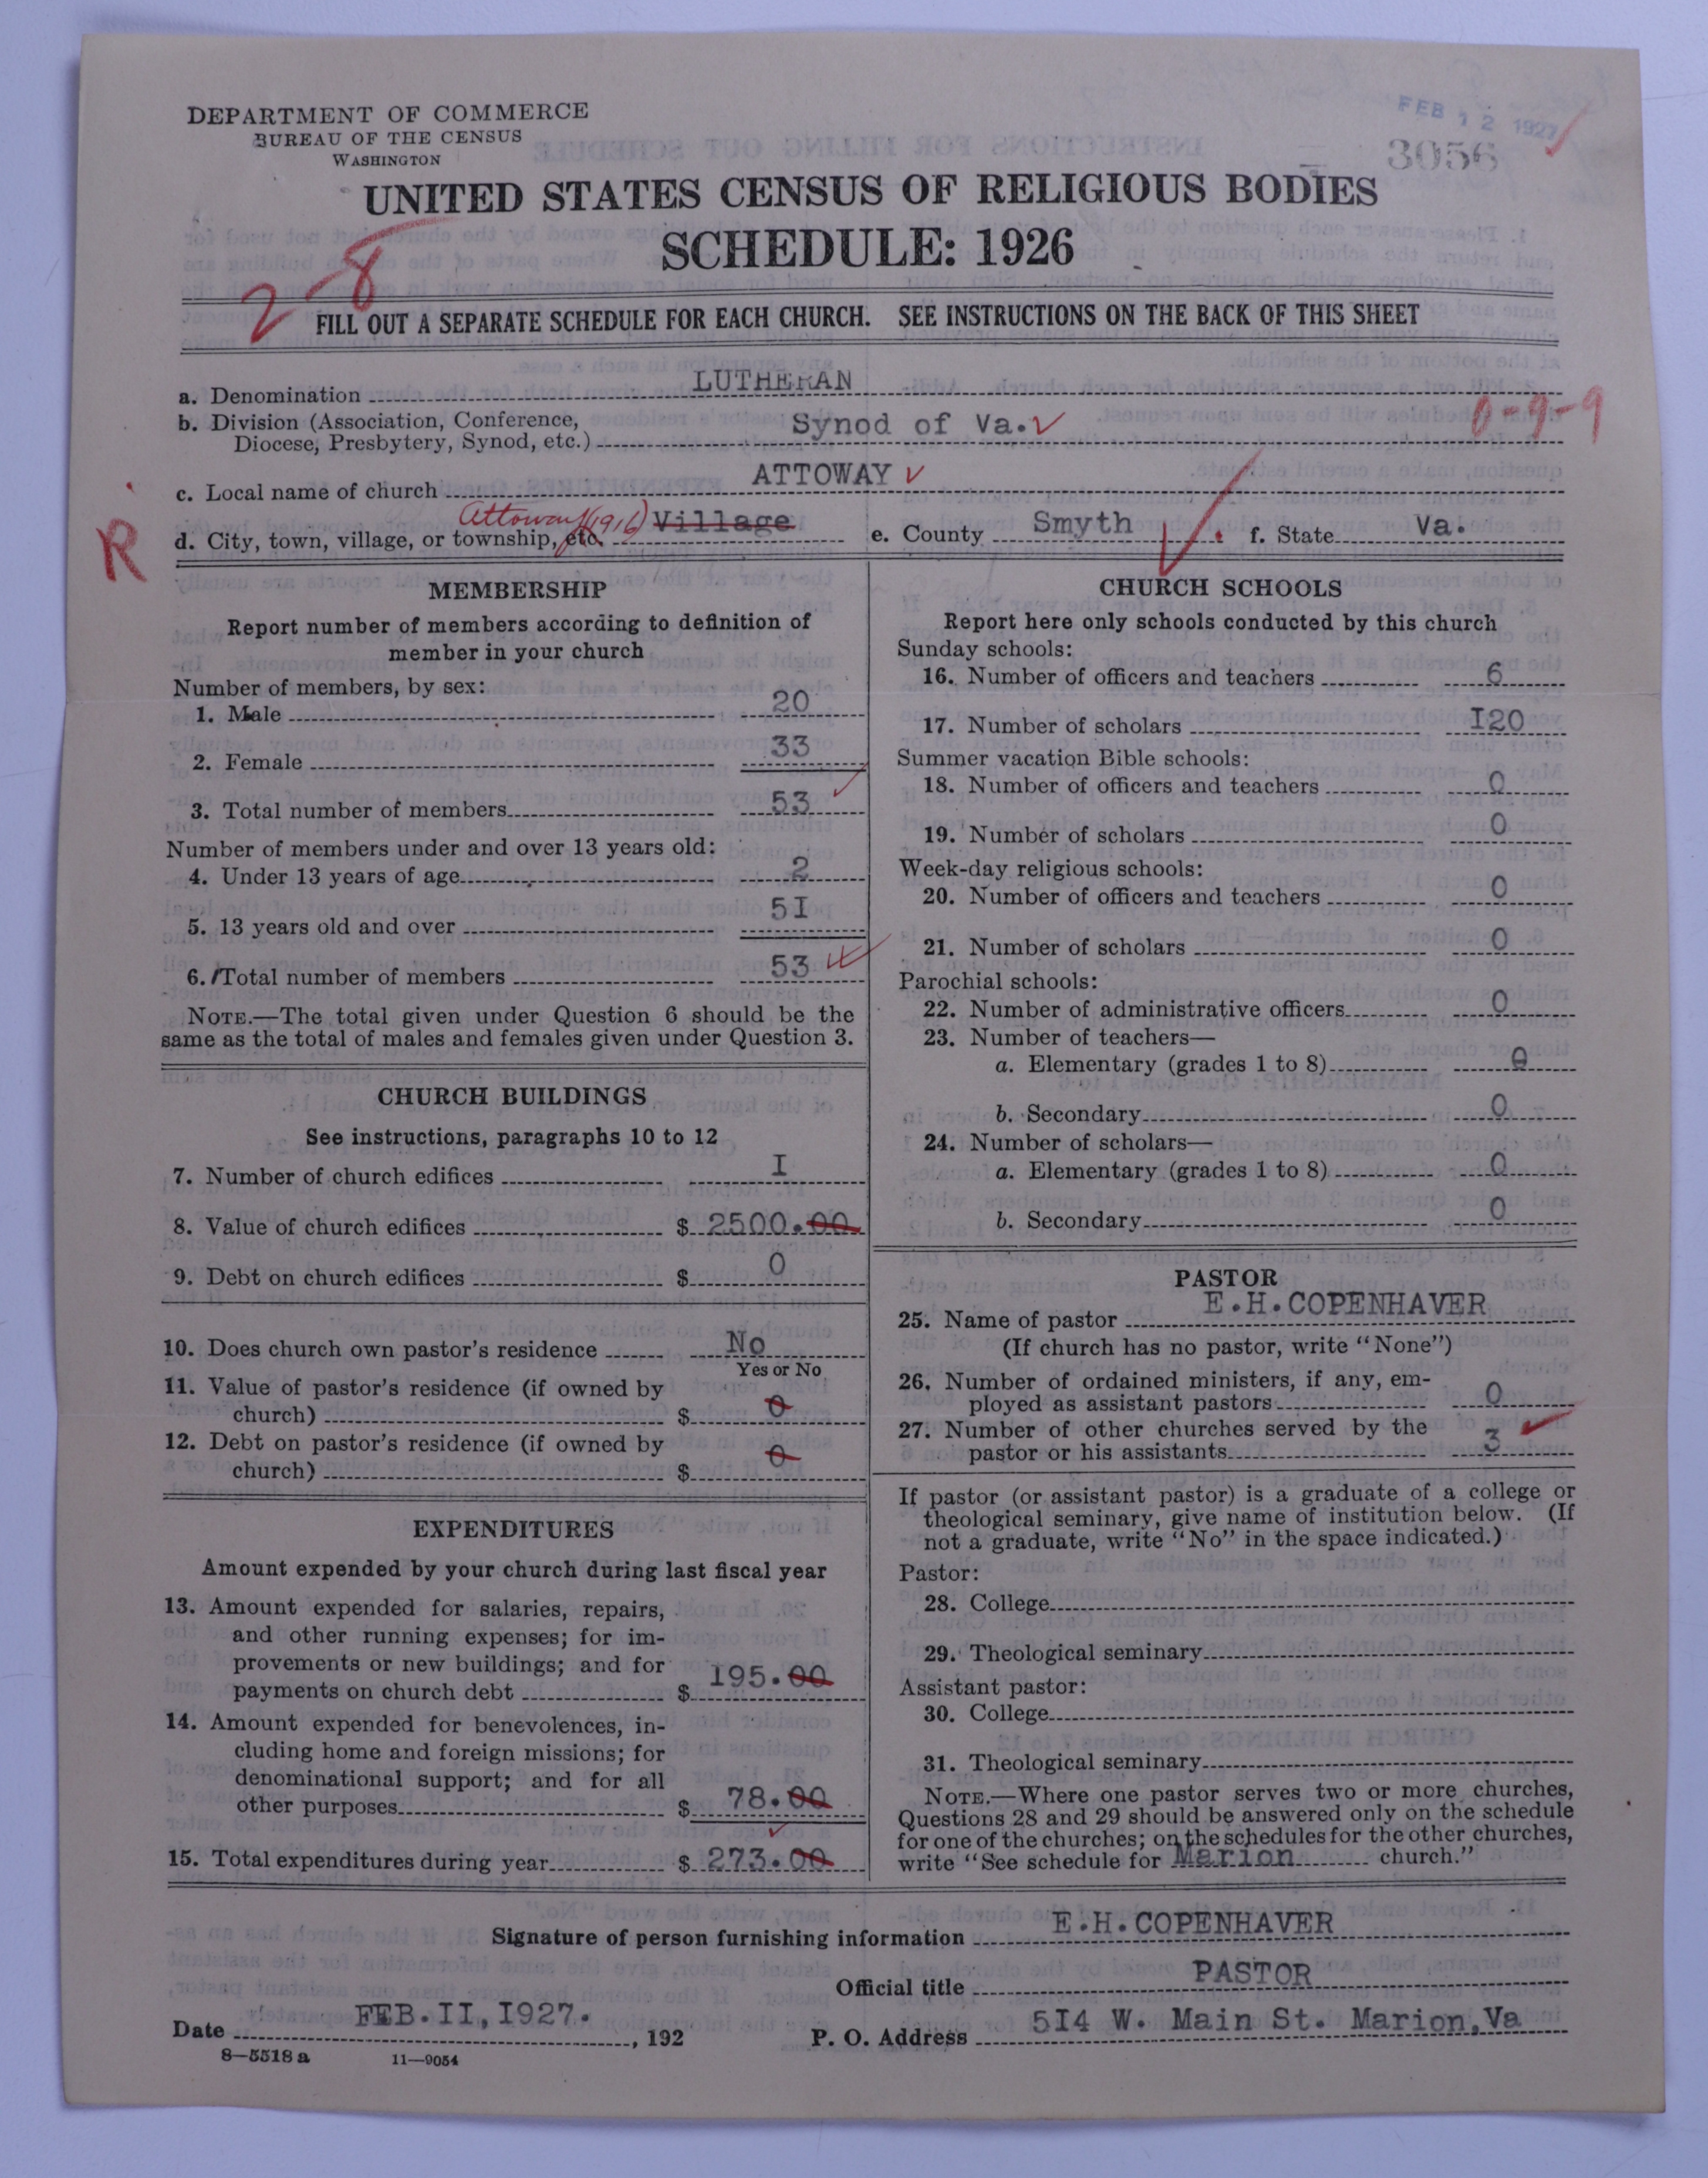 DEPARTMENT OF COMMERCE
BUREAU OF THE CENSUS
WASHINGTON
FEB 12 1927
3056
UNITED STATES CENSUS OF RELIGIOUS BODIES
SCHEDULE: 1926
2-8
FILL OUT A SEPARATE SCHEDULE FOR EACH CHURCH. SEE INSTRUCTIONS ON THE BACK OF THIS SHEET
a. Denomination LUTHERAN
b. Division (Association, Conference,
Diocese, Presbytery, Synod, etc.) Synod of Va. 0-9-9
c. Local name of church ATTOWAY
R
d. City, town, village, or township, etc. Attoway (1916) Village e. County Smyth f. State Va.
MEMBERSHIP
Report number of members according to definition of
member in your church
Number of members, by sex:
1. Male 20
2. Female 33
3. Total number of members 53
Number of members under and over 13 years old:
4. Under 13 years of age 2
5. 13 years old and over 5I
6. Total number of members 53
NOTE.—The total given under Question 6 should be the
same as the total of males and females given under Question 3.
CHURCH BUILDINGS
See instructions, paragraphs 10 to 12
7. Number of church edifices I
8. Value of church edifices $ 2500.00
9. Debt on church edifices $ 0
10. Does church own pastor's residence No
Yes or No
11. Value of pastor's residence (if owned by
church) $ 0
12. Debt on pastor's residence (if owned by
church) $ 0
EXPENDITURES
Amount expended by your church during last fiscal year
13. Amount expended for salaries, repairs,
and other running expenses; for im-
provements or new buildings; and for
payments on church debt $ 195.00
14. Amount expended for benevolences, in-
cluding home and foreign missions; for
denominational support; and for all
other purposes $ 78.00
15. Total expenditures during year $ 273.00
CHURCH SCHOOLS
Report here only schools conducted by this church
Sunday schools:
16. Number of officers and teachers 6
17. Number of scholars I20
Summer vacation Bible schools:
18. Number of officers and teachers 0
19. Number of scholars 0
Week-day religious schools:
20. Number of officers and teachers 0
21. Number of scholars 0
Parochial schools:
22. Number of administrative officers 0
23. Number of teachers—
a. Elementary (grades 1 to 8) 0
b. Secondary 0
24. Number of scholars—
a. Elementary (grades 1 to 8) 0
b. Secondary 0
PASTOR
25. Name of pastor E.H.COPENHAVER
(If church has no pastor, write "None")
26. Number of ordained ministers, if any, em-
ployed as assistant pastors 0
27. Number of other churches served by the
pastor or his assistants 3
If pastor (or assistant pastor) is a graduate of a college or
theological seminary, give name of institution below. (If
not a graduate, write "No" in the space indicated.)
Pastor:
28. College
29. Theological seminary
Assistant pastor:
30. College
31. Theological seminary
NOTE.—Where one pastor serves two or more churches,
Questions 28 and 29 should be answered only on the schedule
for one of the churches; on the schedules for the other churches,
write "See schedule for Marion church."
Signature of person furnishing information E.H.COPENHAVER
Official title PASTOR
Date FEB.II,I927. , 192 P. O. Address 5I4 W. Main St. Marion,Va
8—5518 a 11—9054